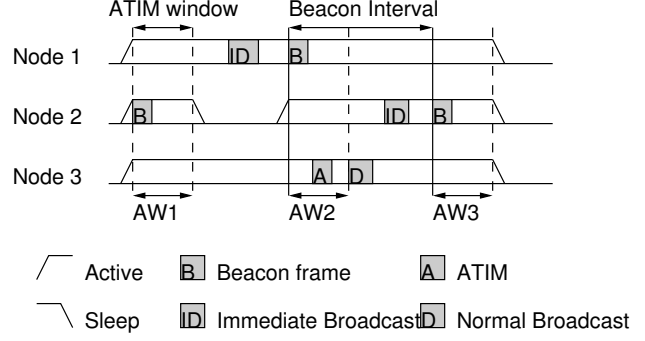 ATIM window Beacon Interval
Node 1 ID B
Node 2 B ID B
Node 3 A D
AW1 AW2 AW3
Active B Beacon frame A ATIM
Sleep ID Immediate Broadcast D Normal Broadcast